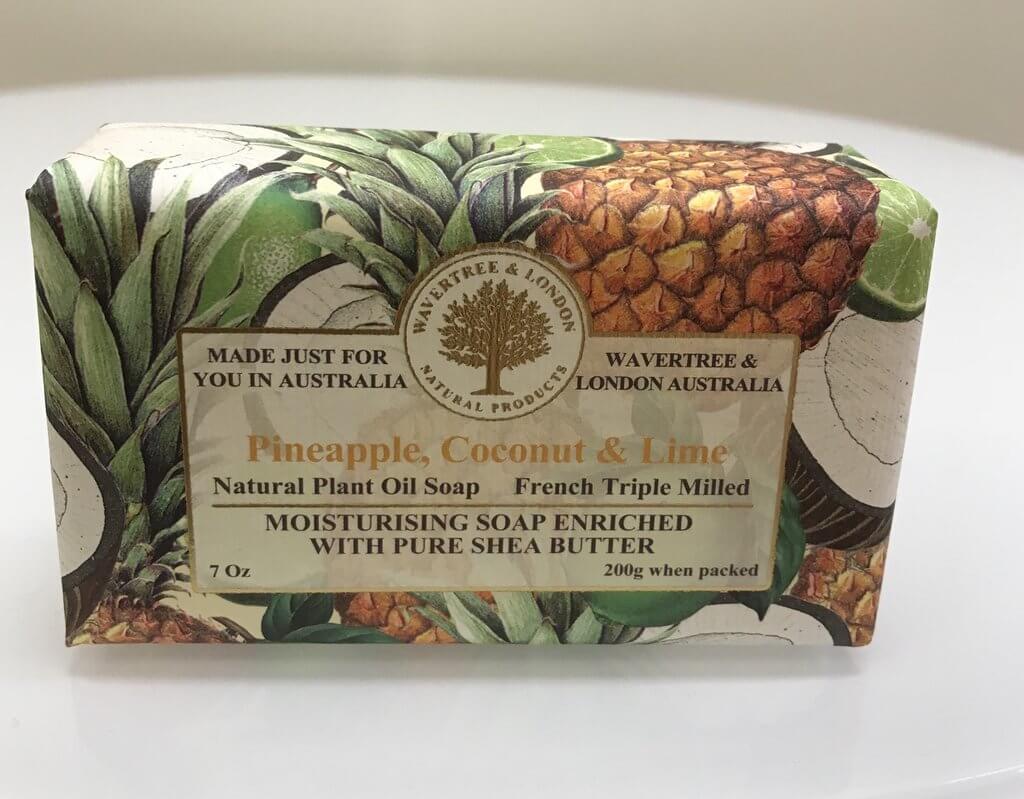 WAVERTREE & LONDON
NATURAL PRODUCTS
MADE JUST FOR
YOU IN AUSTRALIA
WAVERTREE &
LONDON AUSTRALIA
Pineapple, Coconut & Lime
Natural Plant Oil Soap French Triple Milled
MOISTURISING SOAP ENRICHED
WITH PURE SHEA BUTTER
7 Oz 200g when packed